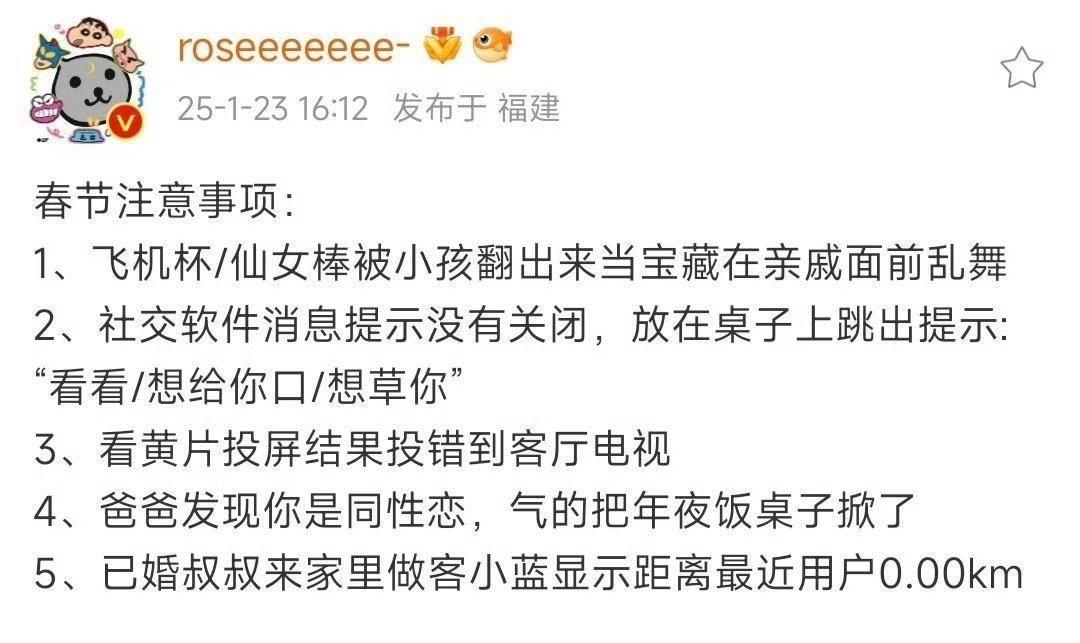 roseeeeeee-
25-1-23 16:12 发布于 福建
春节注意事项：
1、飞机杯/仙女棒被小孩翻出来当宝藏在亲戚面前乱舞
2、社交软件消息提示没有关闭，放在桌子上跳出提示:
“看看/想给你口/想草你”
3、看黄片投屏结果投错到客厅电视
4、爸爸发现你是同性恋，气的把年夜饭桌子掀了
5、已婚叔叔来家里做客小蓝显示距离最近用户0.00km